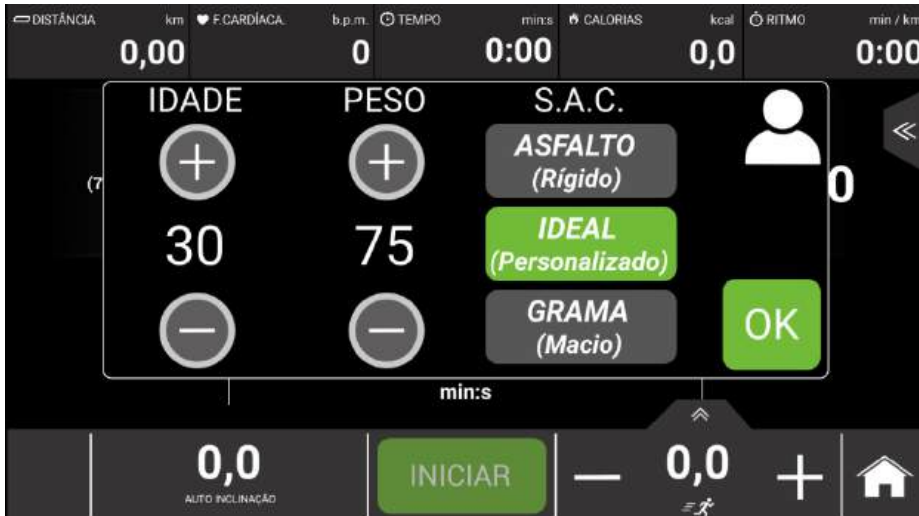 DISTÂNCIA km F.CARDÍACA. b.p.m. TEMPO min:s CALORIAS kcal RITMO min / km
0,00 0 0:00 0,0 0:00
IDADE PESO S.A.C.
+ + ASFALTO
(Rígido)
(7 0
30 75 IDEAL
(Personalizado)
− − GRAMA
(Macio)
OK
min:s
0,0 INICIAR − 0,0 +
AUTO INCLINAÇÃO